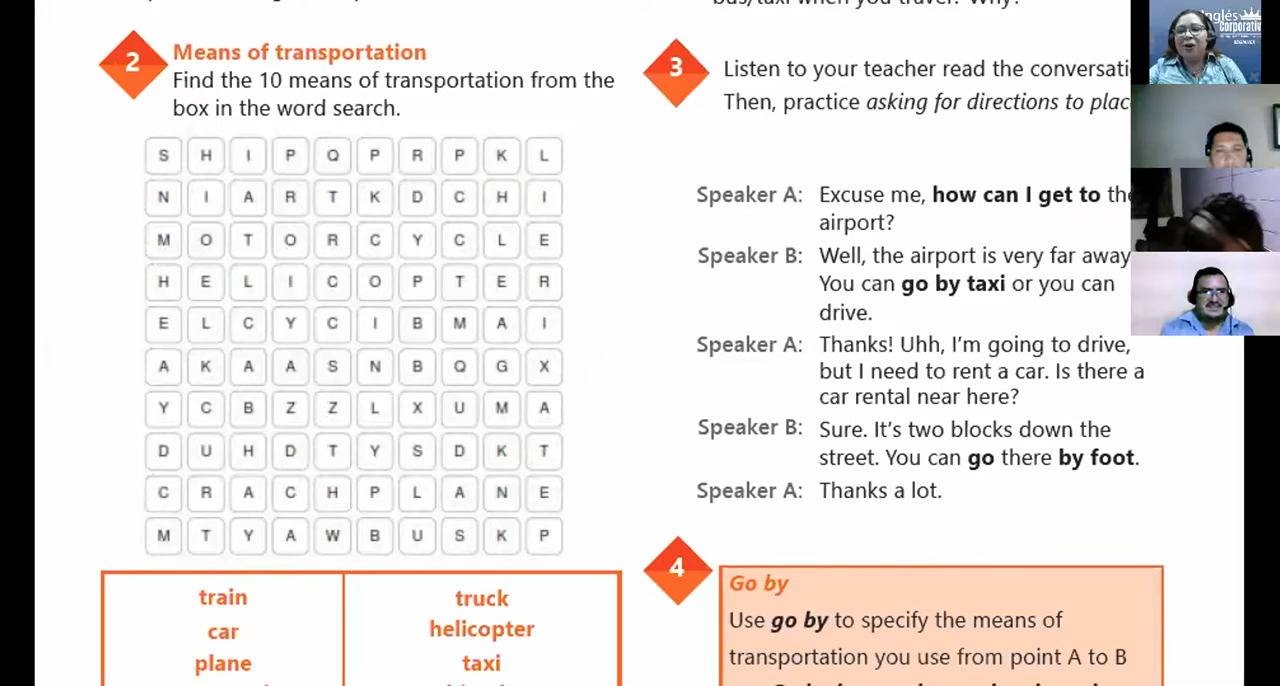 bus/taxi when you travel? Why?
2
Means of transportation
Find the 10 means of transportation from the
box in the word search.
S H I P Q P R P K L
N I A R T K D C H I
M O T O R C Y C L E
H E L I C O P T E R
E L C Y C I B M A I
A K A A S N B Q G X
Y C B Z Z L X U M A
D U H D T Y S D K T
C R A C H P L A N E
M T Y A W B U S K P
train
car
plane
truck
helicopter
taxi
3
Listen to your teacher read the
Then, practice asking for directions to
Speaker A: Excuse me, how can I get to the
airport?
Speaker B: Well, the airport is very far away
You can go by taxi or you can
drive.
Speaker A: Thanks! Uhh, I'm going to drive,
but I need to rent a car. Is there a
car rental near here?
Speaker B: Sure. It's two blocks down the
street. You can go there by foot.
Speaker A: Thanks a lot.
4
Go by
Use go by to specify the means of
transportation you use from point A to B
Inglés